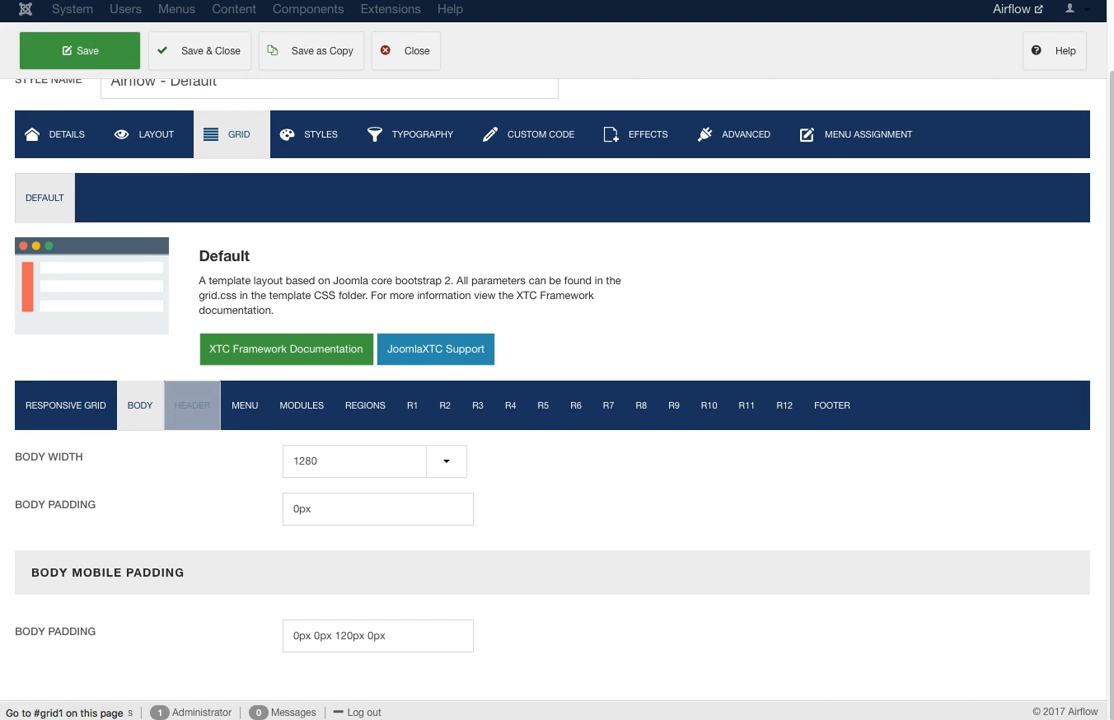 System Users Menus Content Components Extensions Help Airflow
Save Save & Close Save as Copy Close Help
STYLE NAME Airflow - Default
DETAILS LAYOUT GRID STYLES TYPOGRAPHY CUSTOM CODE EFFECTS ADVANCED MENU ASSIGNMENT
DEFAULT
Default
A template layout based on Joomla core bootstrap 2. All parameters can be found in the
grid.css in the template CSS folder. For more information view the XTC Framework
documentation.
XTC Framework Documentation JoomlaXTC Support
RESPONSIVE GRID BODY HEADER MENU MODULES REGIONS R1 R2 R3 R4 R5 R6 R7 R8 R9 R10 R11 R12 FOOTER
BODY WIDTH 1280
BODY PADDING 0px
BODY MOBILE PADDING
BODY PADDING 0px 0px 120px 0px
Go to #grid1 on this page s 1 Administrator 0 Messages Log out © 2017 Airflow